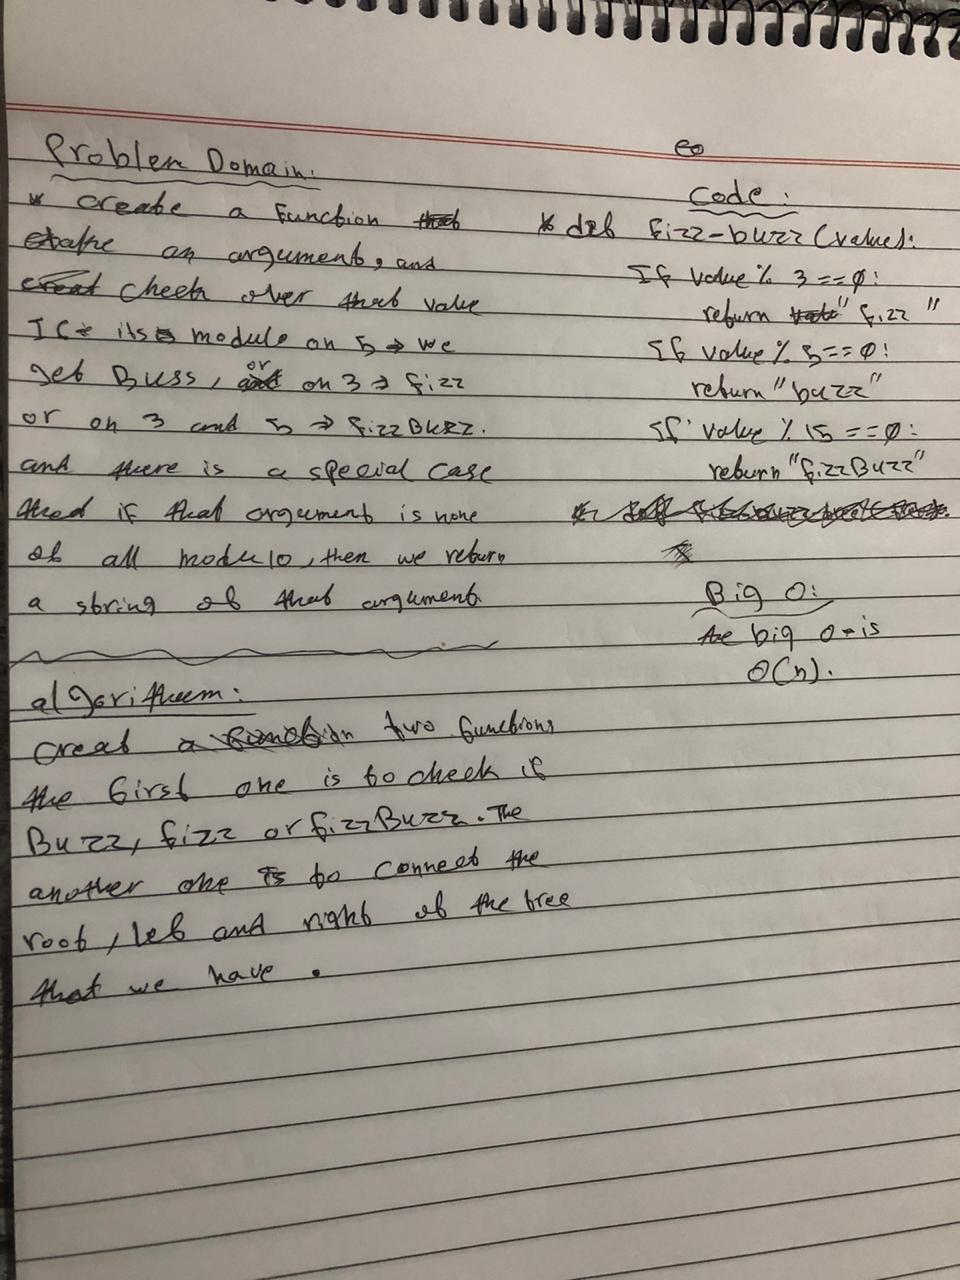 Problem Domain:
* create a function
take an argument, and
check over that value
If its module on 5 → we
get Buss, or on 3 → fizz
or on 3 and 5 ⇒ fizzBuzz.
and there is a special case
that if that argument is none
of all modulo, then we return
a string of that argument.
algoritheem:
creat two functions
the first one is to check if
Buzz, fizz or fizzBuzz. The
another one is to connect the
root, lef and right of the tree
that we have.
eo
Code:
* def fizz-buzz (value):
If value % 3 == 0:
return "fizz"
If value % 5 == 0:
return "buzz"
If value % 15 == 0:
return "fizzBuzz"
Big O:
the big O is
O(n).